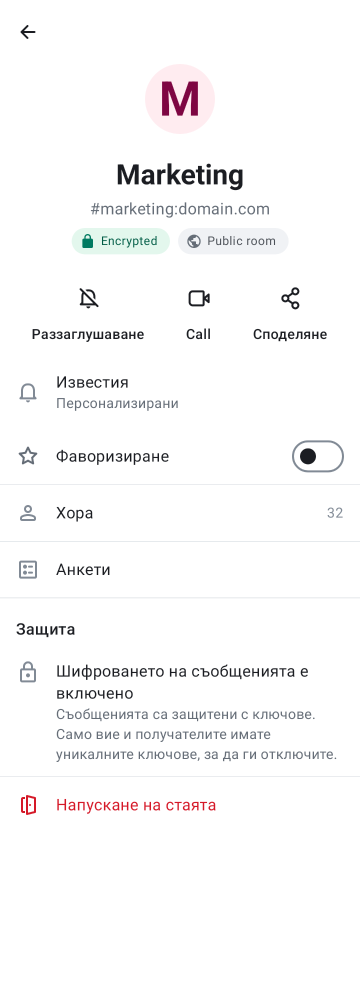 M
Marketing
#marketing:domain.com
Encrypted
Public room
Раззаглушаване
Call
Споделяне
Известия
Персонализирани
Фаворизиране
Хора
32
Анкети
Защита
Шифроването на съобщенията е
включено
Съобщенията са защитени с ключове.
Само вие и получателите имате
уникалните ключове, за да ги отключите.
Напускане на стаята